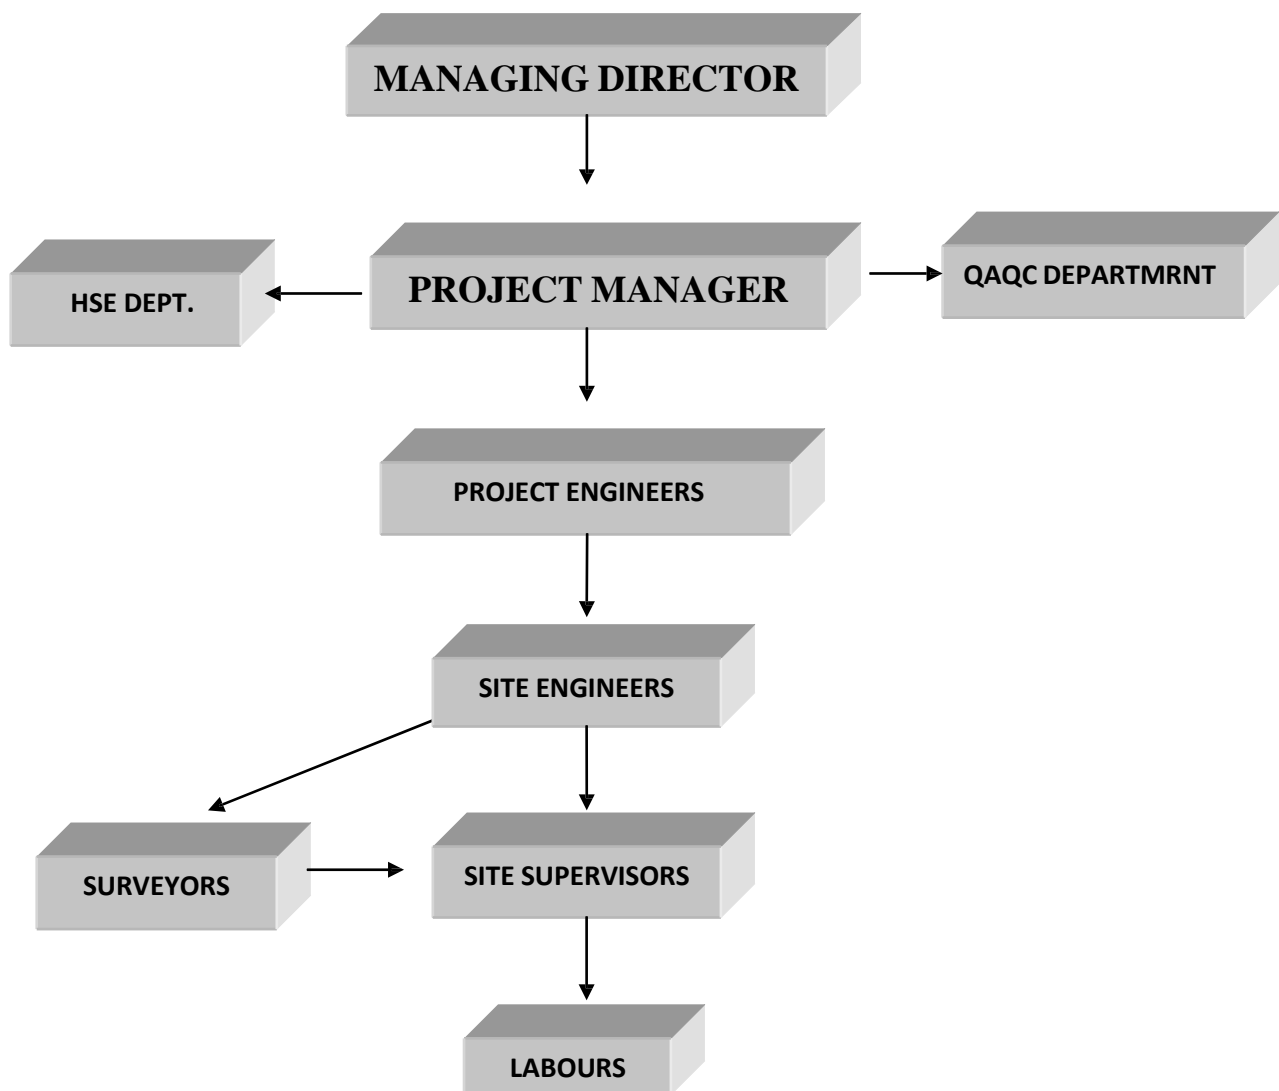 MANAGING DIRECTOR
HSE DEPT.
PROJECT MANAGER
QAQC DEPARTMRNT
PROJECT ENGINEERS
SITE ENGINEERS
SURVEYORS
SITE SUPERVISORS
LABOURS